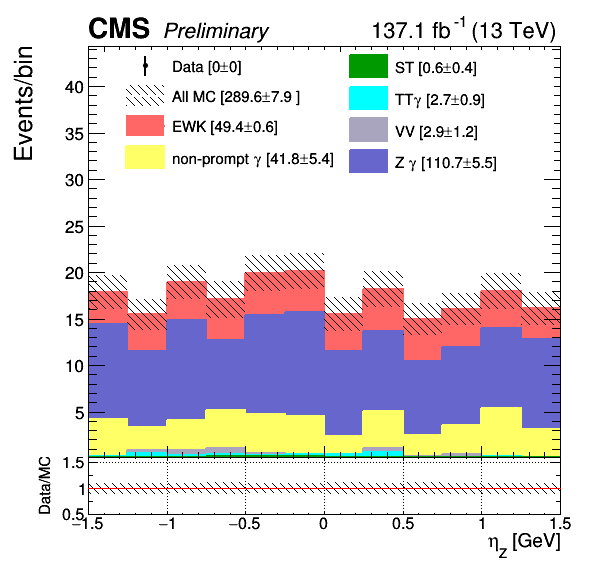 CMS Preliminary 137.1 fb⁻¹ (13 TeV)
Events/bin
Data [0±0]
All MC [289.6±7.9 ]
EWK [49.4±0.6]
non-prompt γ [41.8±5.4]
ST [0.6±0.4]
TTγ [2.7±0.9]
VV [2.9±1.2]
Z γ [110.7±5.5]
40
35
30
25
20
15
10
5
Data/MC
1.5
1
0.5
−1.5 −1 −0.5 0 0.5 1 1.5
η_Z [GeV]